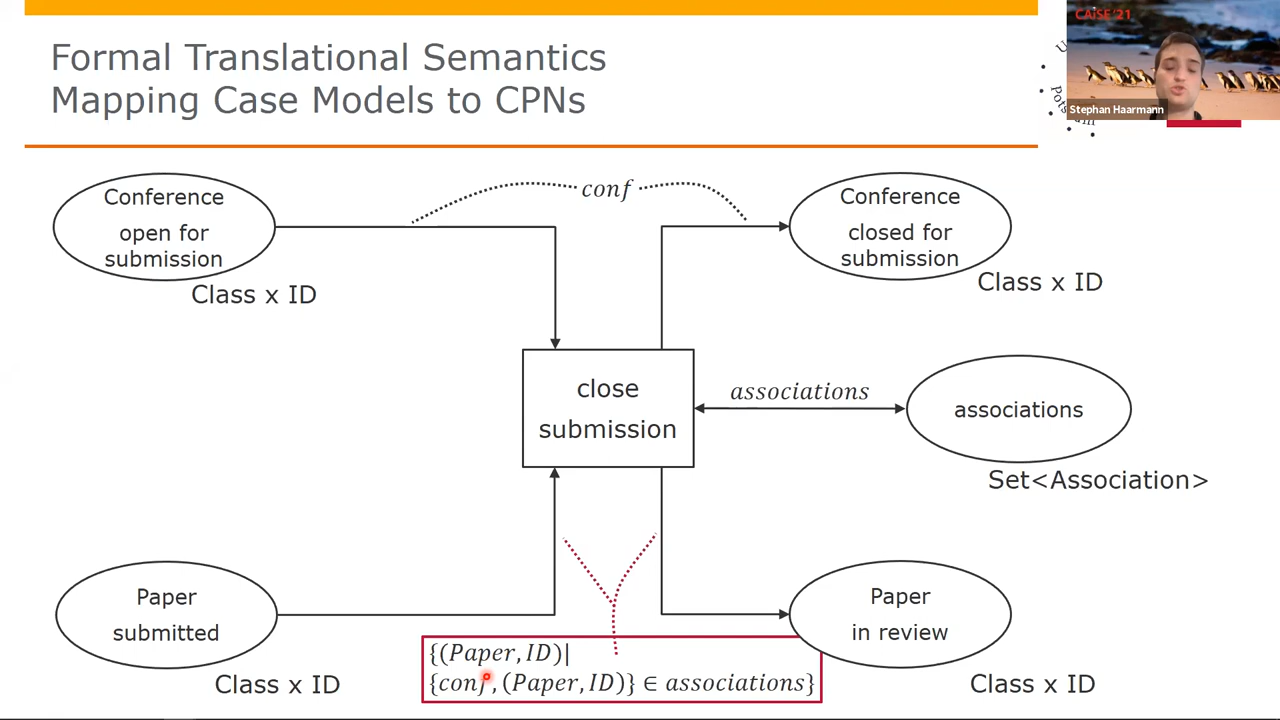 Formal Translational Semantics
Mapping Case Models to CPNs
CAiSE '21
Stephan Haarmann
Conference
open for
submission
Class x ID
conf
Conference
closed for
submission
Class x ID
close
submission
associations
associations
Set<Association>
Paper
submitted
Class x ID
{(Paper, ID)|
{conf, (Paper, ID)} ∈ associations}
Paper
in review
Class x ID